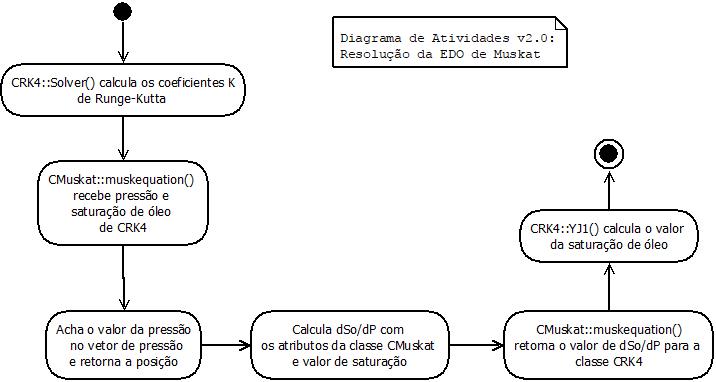 Diagrama de Atividades v2.0:
Resolução da EDO de Muskat
CRK4::Solver() calcula os coeficientes K
de Runge-Kutta
CMuskat::muskequation()
recebe pressão e
saturação de óleo
de CRK4
Acha o valor da pressão
no vetor de pressão
e retorna a posição
Calcula dSo/dP com
os atributos da classe CMuskat
e valor de saturação
CMuskat::muskequation()
retorna o valor de dSo/dP para a
classe CRK4
CRK4::YJ1() calcula o valor
da saturação de óleo